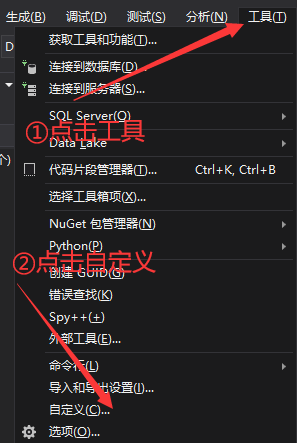 生成(B) 调试(D) 测试(S) 分析(N) 工具(T)
获取工具和功能(T)...
D
连接到数据库(D)...
连接到服务器(S)...
SQL Server(Q)
①点击工具
Data Lake
代码片段管理器(T)... Ctrl+K, Ctrl+B
选择工具箱项(X)...
NuGet 包管理器(N)
Python(P)
②点击自定义
创建 GUID(G)
错误查找(K)
Spy++(+)
外部工具(E)...
命令行(L)
导入和导出设置(I)...
自定义(C)...
选项(O)...